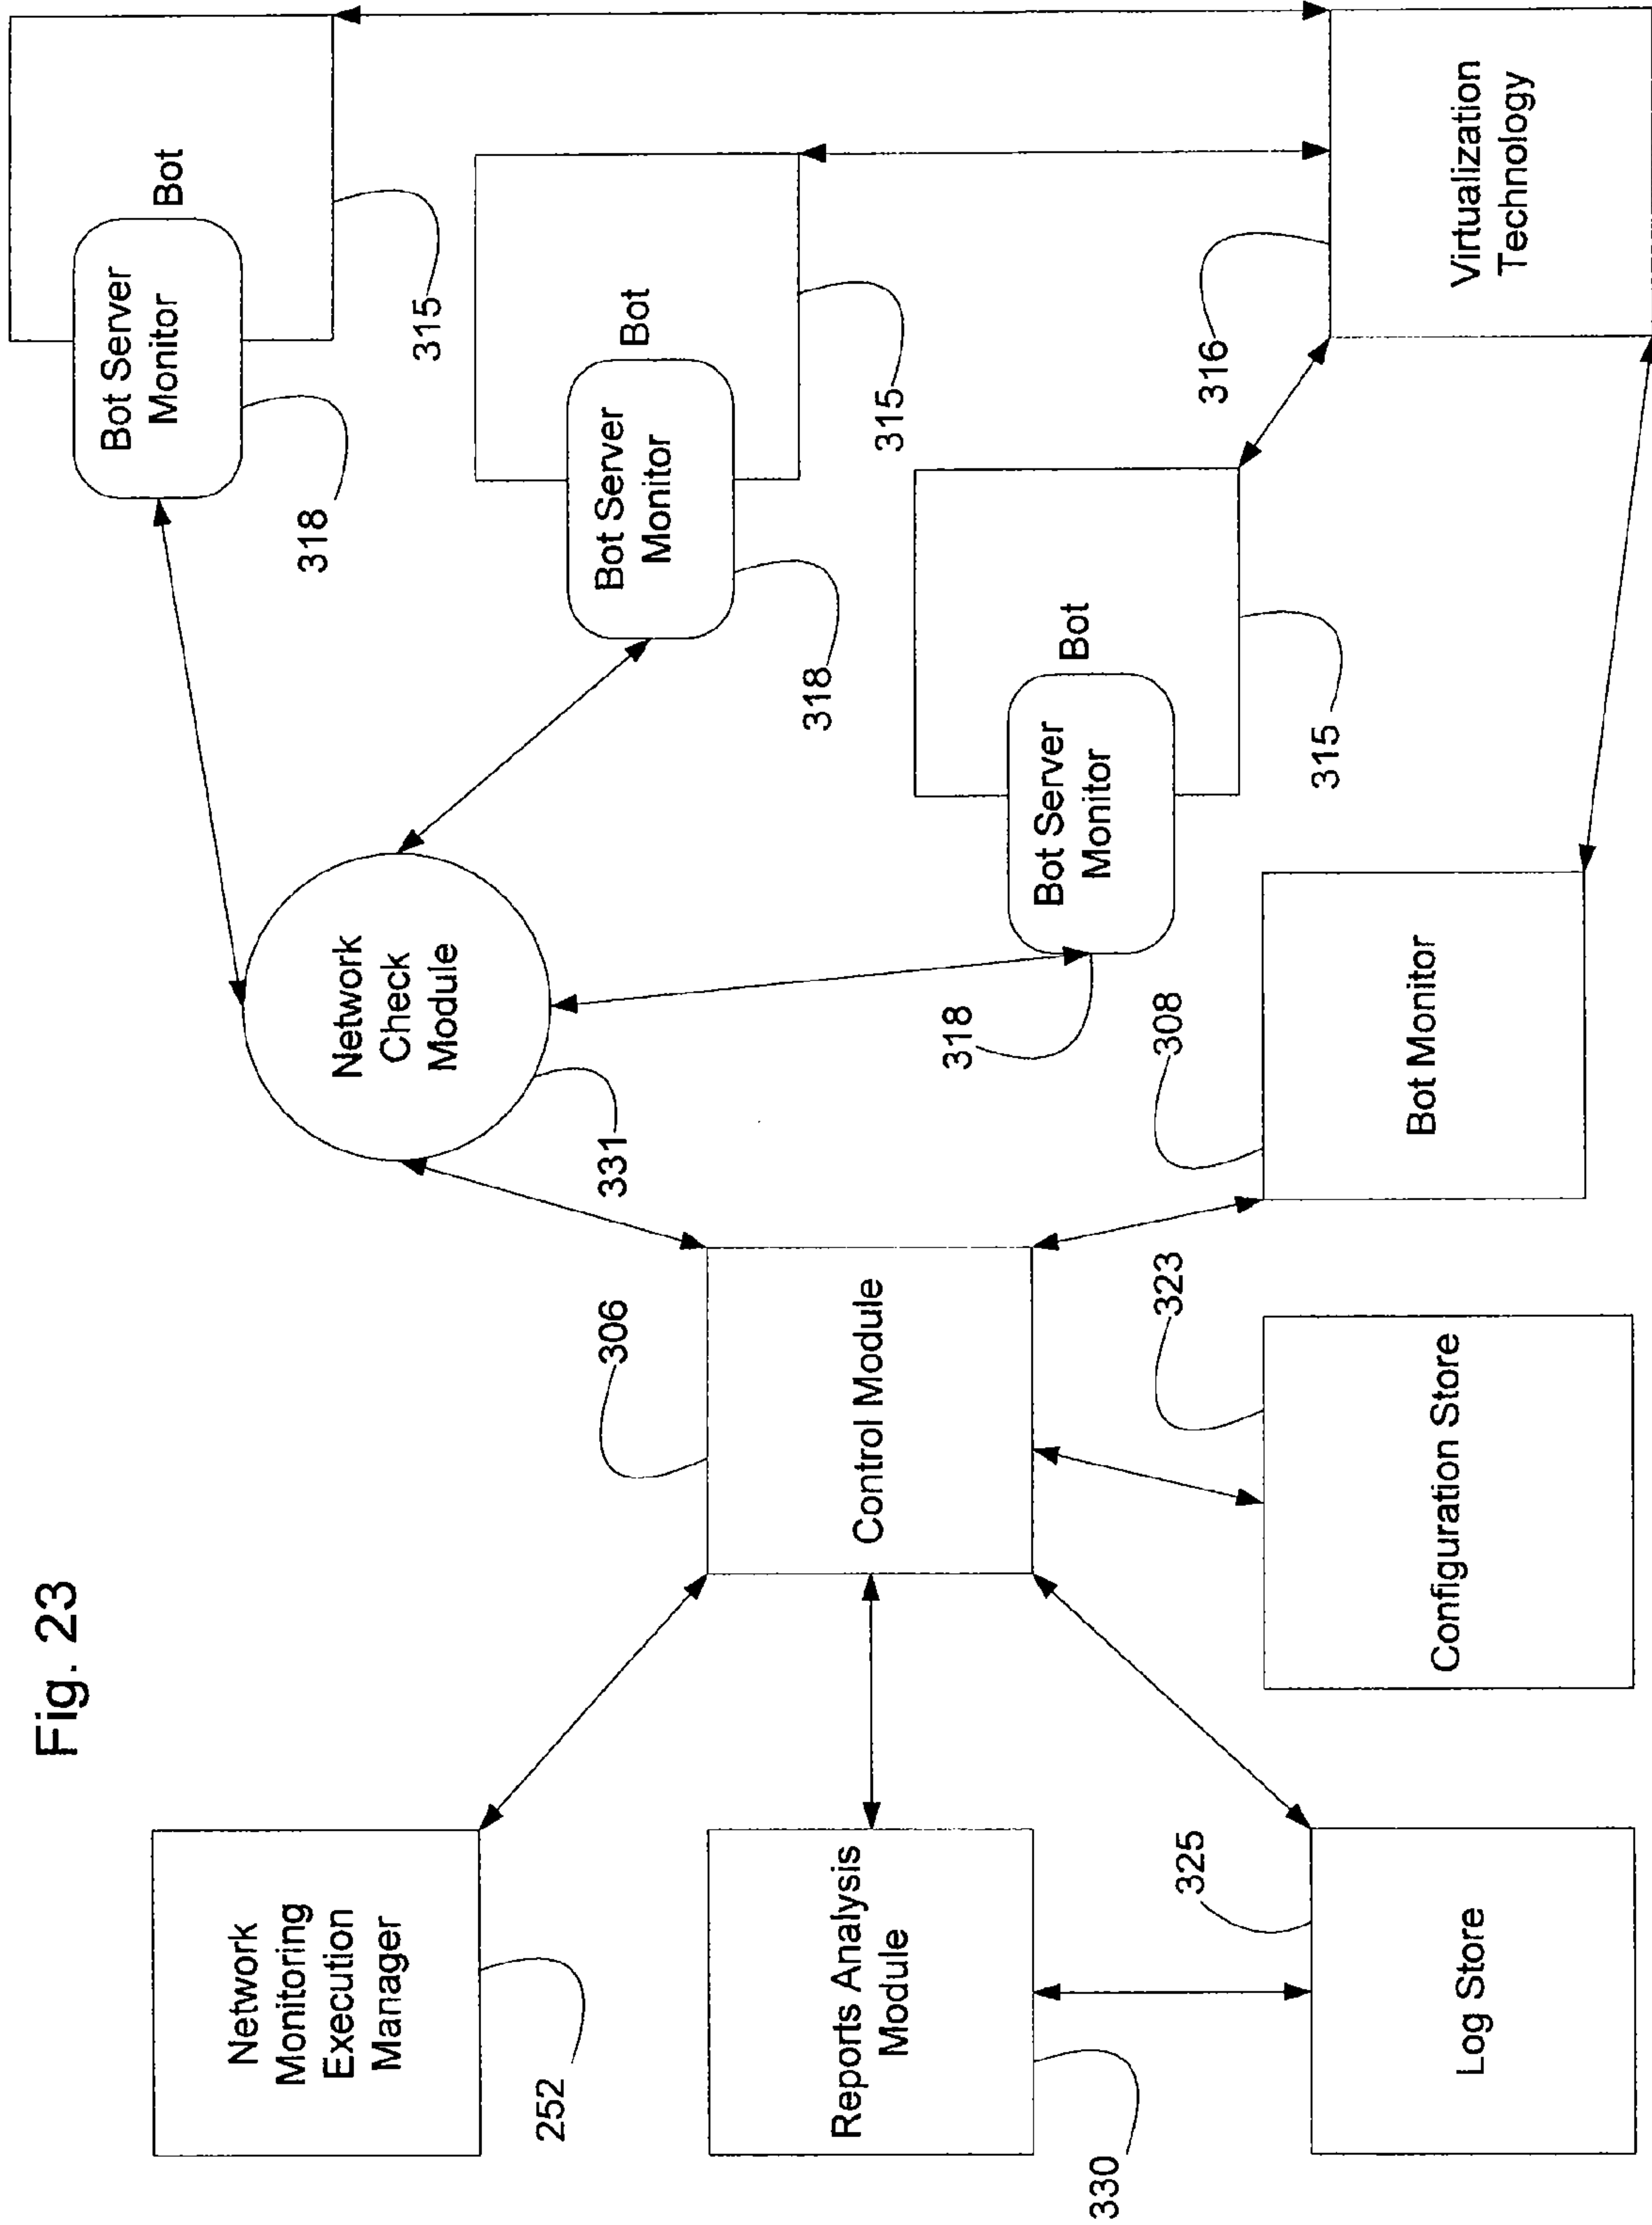 Fig. 23
Network
Monitoring
Execution
Manager
252
Reports Analysis
Module
330
Log Store
325
Control Module
306
Configuration Store
323
Network
Check
Module
331
Bot Monitor
308
Bot Server
Monitor
Bot
318
315
Bot Server
Monitor
Bot
318
315
Bot Server
Monitor
Bot
318
315
Virtualization
Technology
316